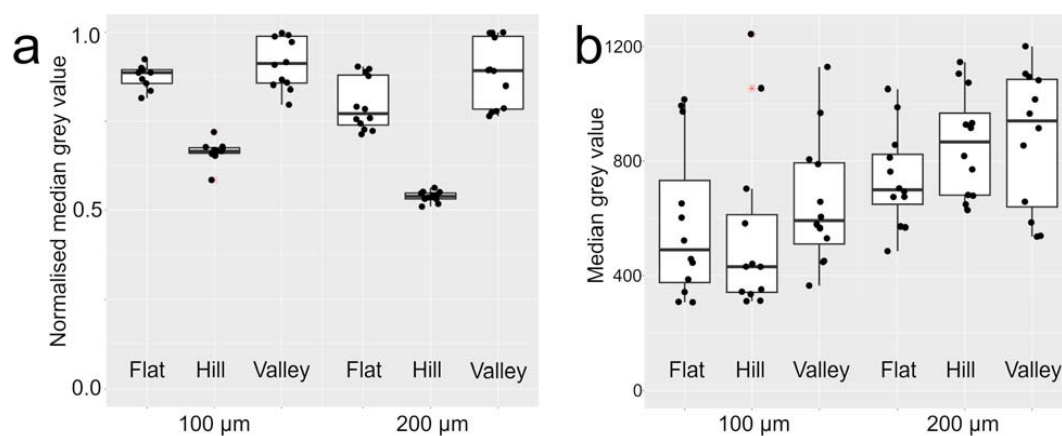 a
Normalised median grey value
1.0
0.5
0.0
Flat Hill Valley Flat Hill Valley
100 µm 200 µm
b
Median grey value
1200
800
400
0
Flat Hill Valley Flat Hill Valley
100 µm 200 µm